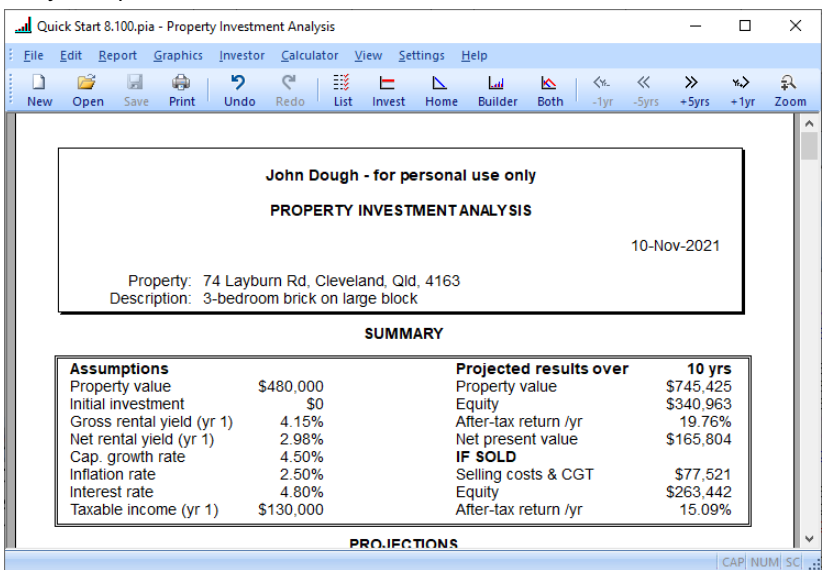 Quick Start 8.100.pia - Property Investment Analysis
File Edit Report Graphics Investor Calculator View Settings Help
New Open Save Print Undo Redo List Invest Home Builder Both -1yr -5yrs +5yrs +1yr Zoom
John Dough - for personal use only
PROPERTY INVESTMENT ANALYSIS
10-Nov-2021
Property: 74 Layburn Rd, Cleveland, Qld, 4163
Description: 3-bedroom brick on large block
SUMMARY
Assumptions Projected results over 10 yrs
Property value $480,000 Property value $745,425
Initial investment $0 Equity $340,963
Gross rental yield (yr 1) 4.15% After-tax return /yr 19.76%
Net rental yield (yr 1) 2.98% Net present value $165,804
Cap. growth rate 4.50% IF SOLD
Inflation rate 2.50% Selling costs & CGT $77,521
Interest rate 4.80% Equity $263,442
Taxable income (yr 1) $130,000 After-tax return /yr 15.09%
PROJECTIONS
CAP NUM SC